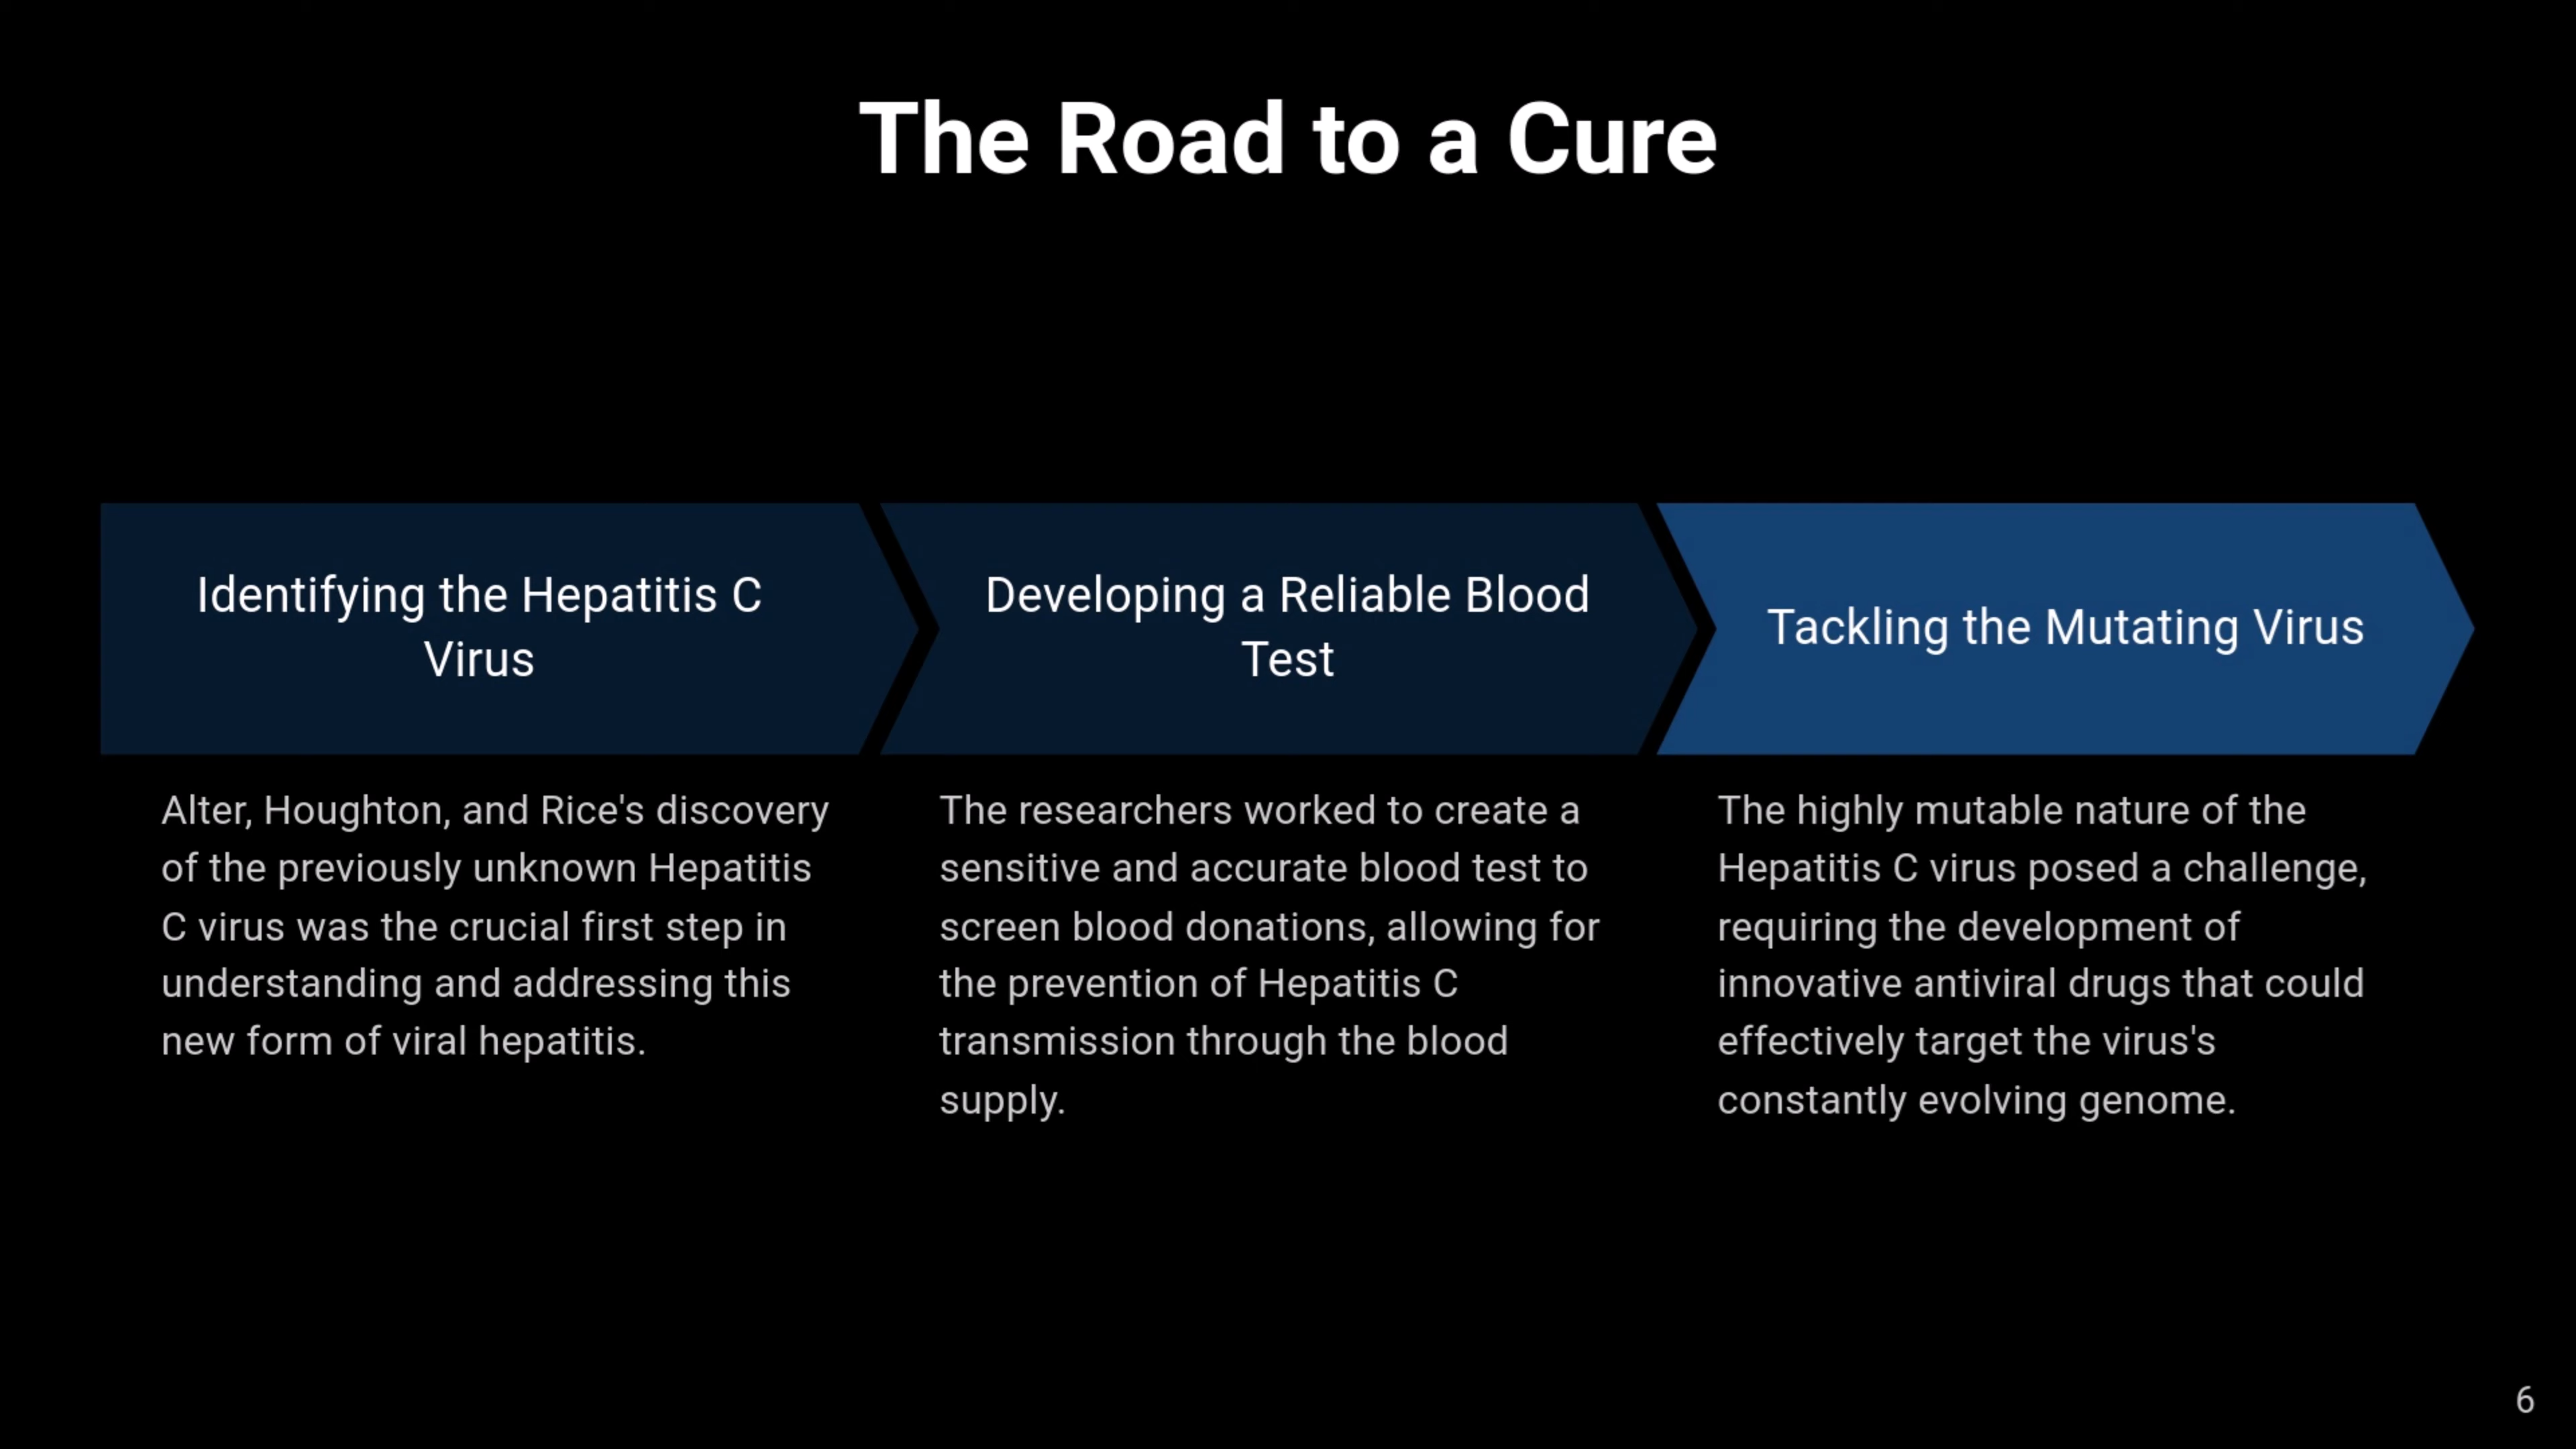 The Road to a Cure
Identifying the Hepatitis C
Virus
Developing a Reliable Blood
Test
Tackling the Mutating Virus
Alter, Houghton, and Rice's discovery
of the previously unknown Hepatitis
C virus was the crucial first step in
understanding and addressing this
new form of viral hepatitis.
The researchers worked to create a
sensitive and accurate blood test to
screen blood donations, allowing for
the prevention of Hepatitis C
transmission through the blood
supply.
The highly mutable nature of the
Hepatitis C virus posed a challenge,
requiring the development of
innovative antiviral drugs that could
effectively target the virus's
constantly evolving genome.
6